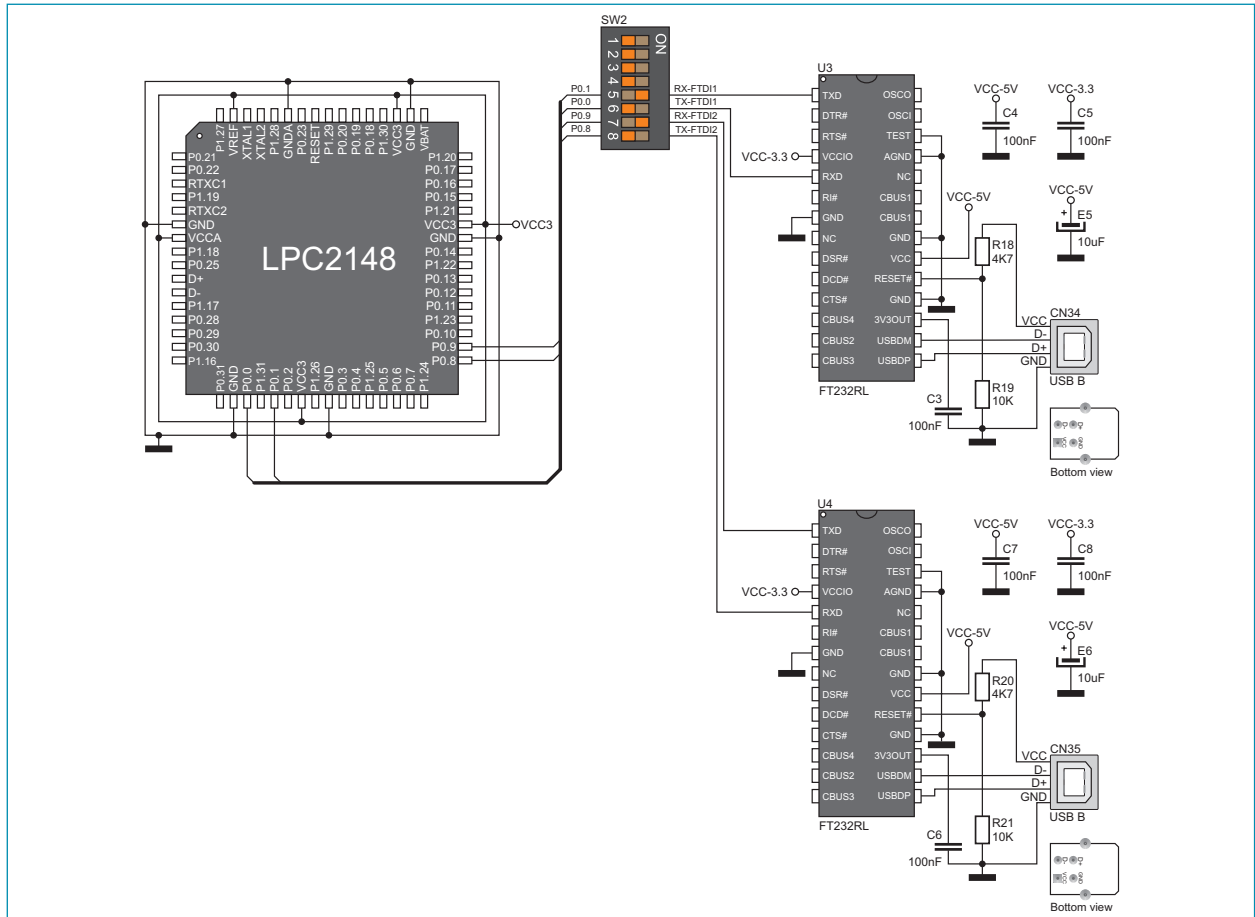 SW2
ON
1
2
3
4
5
6
7
8
P0.1
P0.0
P0.9
P0.8
RX-FTDI1
TX-FTDI1
RX-FTDI2
TX-FTDI2
LPC2148
P1.27
VREF
XTAL1
XTAL2
P1.28
GNDA
P0.23
RESET
P1.29
P0.20
P0.19
P0.18
P1.30
VCC3
GND
VBAT
P0.21
P0.22
RTXC1
P1.19
RTXC2
GND
VCCA
P1.18
P0.25
D+
D-
P1.17
P0.28
P0.29
P0.30
P1.16
P1.20
P0.17
P0.16
P0.15
P1.21
VCC3
GND
P0.14
P1.22
P0.13
P0.12
P0.11
P1.23
P0.10
P0.9
P0.8
VCC3
P0.31
GND
P0.0
P1.31
P0.1
P0.2
VCC3
P1.26
GND
P0.3
P0.4
P1.25
P0.5
P0.6
P0.7
P1.24
U3
TXD
DTR#
RTS#
VCCIO
RXD
RI#
GND
NC
DSR#
DCD#
CTS#
CBUS4
CBUS2
CBUS3
OSCO
OSCI
TEST
AGND
NC
CBUS1
CBUS1
GND
VCC
RESET#
GND
3V3OUT
USBDM
USBDP
FT232RL
VCC-3.3
VCC-5V
VCC-5V
C4
100nF
VCC-3.3
C5
100nF
VCC-5V
+
E5
10uF
R18
4K7
R19
10K
C3
100nF
CN34
VCC
D-
D+
GND
USB B
D-
D+
VCC
GND
Bottom view
U4
TXD
DTR#
RTS#
VCCIO
RXD
RI#
GND
NC
DSR#
DCD#
CTS#
CBUS4
CBUS2
CBUS3
OSCO
OSCI
TEST
AGND
NC
CBUS1
CBUS1
GND
VCC
RESET#
GND
3V3OUT
USBDM
USBDP
FT232RL
VCC-3.3
VCC-5V
VCC-5V
C7
100nF
VCC-3.3
C8
100nF
VCC-5V
+
E6
10uF
R20
4K7
R21
10K
C6
100nF
CN35
VCC
D-
D+
GND
USB B
D-
D+
VCC
GND
Bottom view